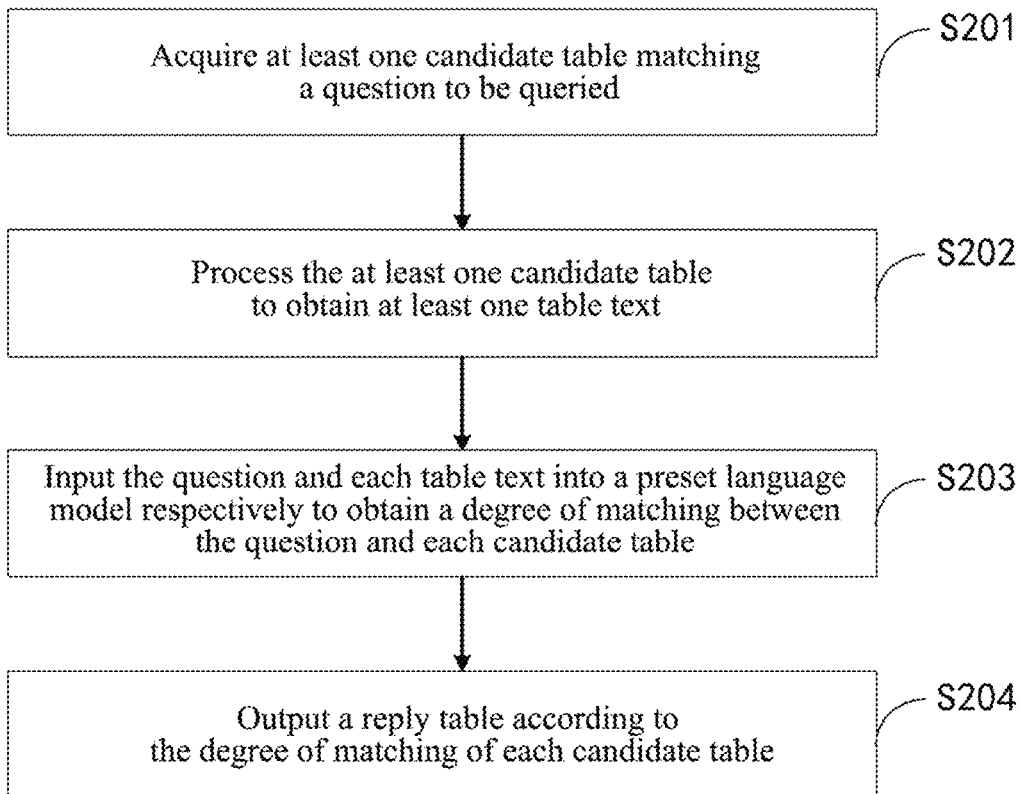 S201
Acquire at least one candidate table matching
a question to be queried
S202
Process the at least one candidate table
to obtain at least one table text
S203
Input the question and each table text into a preset language
model respectively to obtain a degree of matching between
the question and each candidate table
S204
Output a reply table according to
the degree of matching of each candidate table